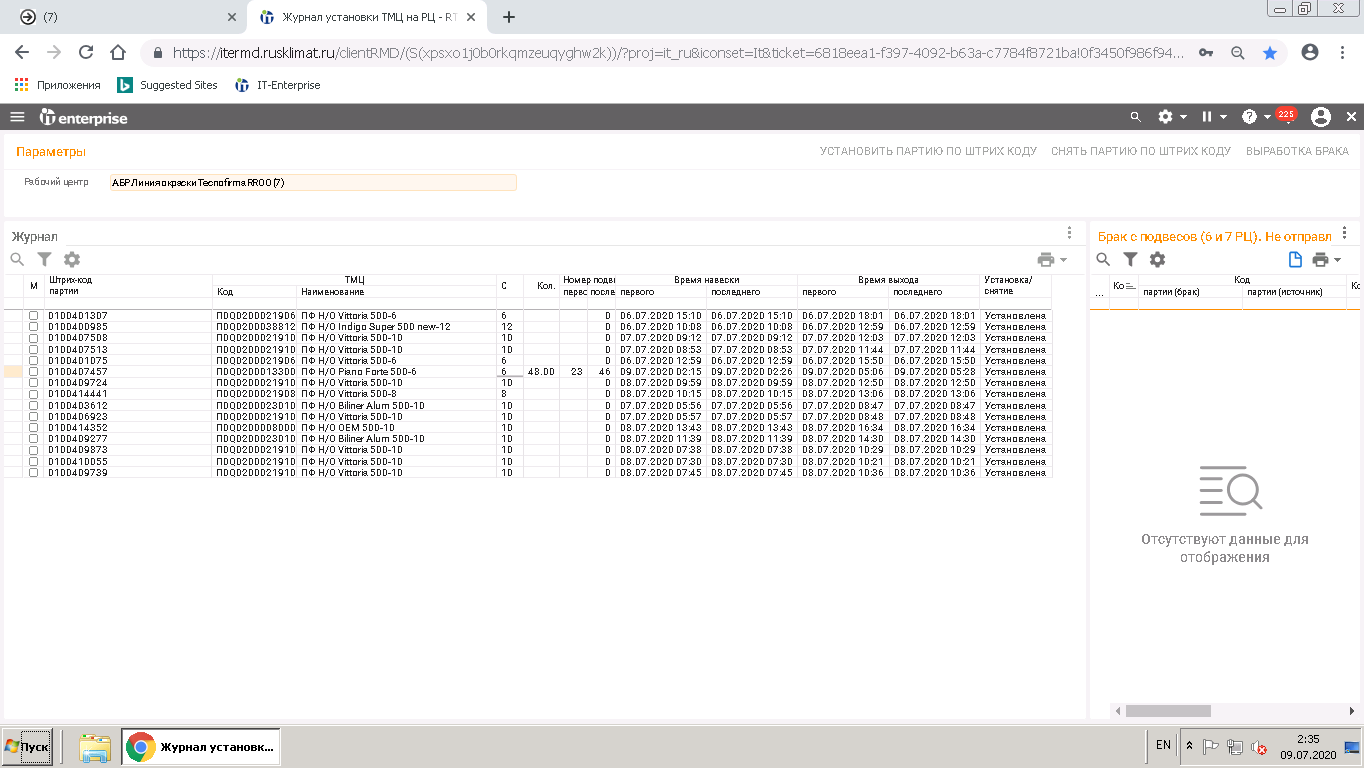 (7)
Журнал установки ТМЦ на РЦ - RT
https://itermd.rusklimat.ru/clientRMD/(S(xpsxo1j0b0rkqmzeuqyghw2k))/?proj=it_ru&iconset=It&ticket=6818eea1-f397-4092-b63a-c7784f8721ba!0f3450f986f94...
Приложения Suggested Sites IT-Enterprise
it enterprise 225
Параметры УСТАНОВИТЬ ПАРТИЮ ПО ШТРИХ КОДУ СНЯТЬ ПАРТИЮ ПО ШТРИХ КОДУ ВЫРАБОТКА БРАКА
Рабочий центр АБР.Линия окраски Tecnofirma RR00 (7)
Журнал
М Штрих-код партии ТМЦ С Кол. Номер подве Время навески Время выхода Установка/ снятие
Код Наименование перво после первого последнего первого последнего
0100401307 П0Q0200021906 ПФ Н/О Vittoria 500-6 6 0 06.07.2020 15:10 06.07.2020 15:10 06.07.2020 18:01 06.07.2020 18:01 Установлена
0100400985 П0Q0200038812 ПФ Н/О Indigo Super 500 new-12 12 0 06.07.2020 10:08 06.07.2020 10:08 06.07.2020 12:59 06.07.2020 12:59 Установлена
0100407508 П0Q0200021910 ПФ Н/О Vittoria 500-10 10 0 07.07.2020 09:12 07.07.2020 09:12 07.07.2020 12:03 07.07.2020 12:03 Установлена
0100407513 П0Q0200021910 ПФ Н/О Vittoria 500-10 10 0 07.07.2020 08:53 07.07.2020 08:53 07.07.2020 11:44 07.07.2020 11:44 Установлена
0100401075 П0Q0200021906 ПФ Н/О Vittoria 500-6 6 0 06.07.2020 12:59 06.07.2020 12:59 06.07.2020 15:50 06.07.2020 15:50 Установлена
0100407457 П0Q0200013300 ПФ Н/О Piano Forte 500-6 6 48.00 23 46 09.07.2020 02:15 09.07.2020 02:26 09.07.2020 05:06 09.07.2020 05:28 Установлена
0100409724 П0Q0200021910 ПФ Н/О Vittoria 500-10 10 0 08.07.2020 09:59 08.07.2020 09:59 08.07.2020 12:50 08.07.2020 12:50 Установлена
0100414441 П0Q0200021908 ПФ Н/О Vittoria 500-8 8 0 08.07.2020 10:15 08.07.2020 10:15 08.07.2020 13:06 08.07.2020 13:06 Установлена
0100403612 П0Q0200023010 ПФ Н/О Biliner Alum 500-10 10 0 07.07.2020 05:56 07.07.2020 05:56 07.07.2020 08:47 07.07.2020 08:47 Установлена
0100406923 П0Q0200021910 ПФ Н/О Vittoria 500-10 10 0 07.07.2020 05:57 07.07.2020 05:57 07.07.2020 08:48 07.07.2020 08:48 Установлена
0100414352 П0Q0200008000 ПФ Н/О OEM 500-10 10 0 08.07.2020 13:43 08.07.2020 13:43 08.07.2020 16:34 08.07.2020 16:34 Установлена
0100409277 П0Q0200023010 ПФ Н/О Biliner Alum 500-10 10 0 08.07.2020 11:39 08.07.2020 11:39 08.07.2020 14:30 08.07.2020 14:30 Установлена
0100409873 П0Q0200021910 ПФ Н/О Vittoria 500-10 10 0 08.07.2020 07:38 08.07.2020 07:38 08.07.2020 10:29 08.07.2020 10:29 Установлена
0100410055 П0Q0200021910 ПФ Н/О Vittoria 500-10 10 0 08.07.2020 07:30 08.07.2020 07:30 08.07.2020 10:21 08.07.2020 10:21 Установлена
0100409739 П0Q0200021910 ПФ Н/О Vittoria 500-10 10 0 08.07.2020 07:45 08.07.2020 07:45 08.07.2020 10:36 08.07.2020 10:36 Установлена
Брак с подвесов (6 и 7 РЦ). Не отправл
... Ко Код Ко
партии (брак) партии (источник)
Отсутствуют данные для
отображения
Пуск Журнал установк... EN 2:35
09.07.2020